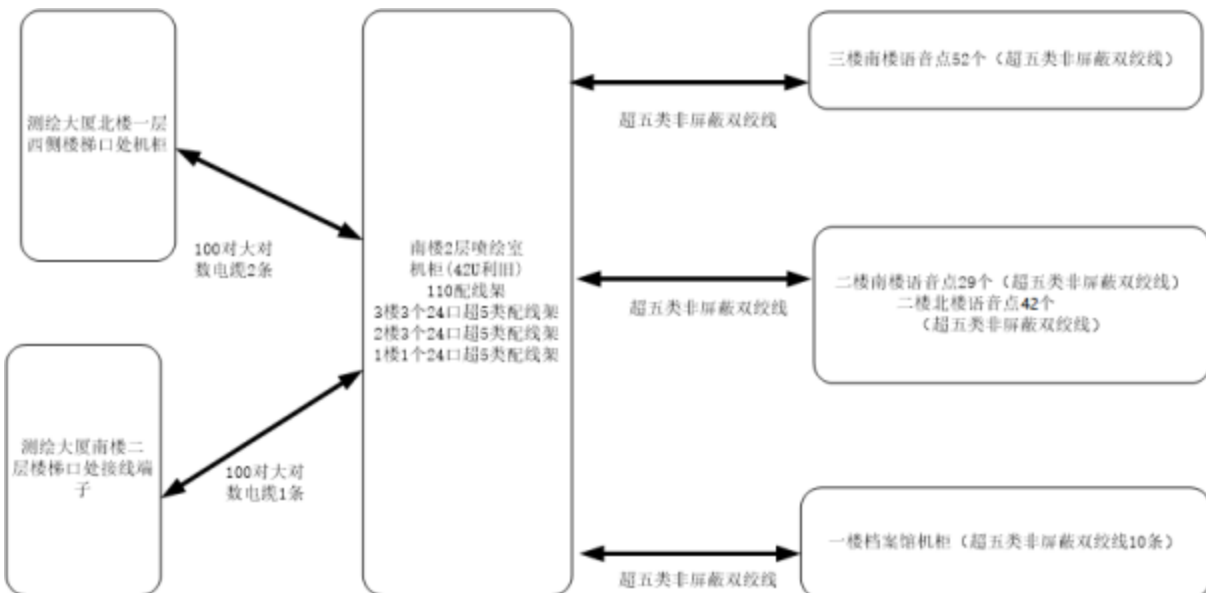 测绘大厦北楼一层
西侧楼梯口处机柜
100对大对
数电缆2条
测绘大厦南楼二
层楼梯口处接线端
子
100对大对
数电缆1条
南楼2层喷绘室
机柜(42U利旧)
110配线架
3楼3个24口超5类配线架
2楼3个24口超5类配线架
1楼1个24口超5类配线架
超五类非屏蔽双绞线
三楼南楼语音点52个（超五类非屏蔽双绞线）
超五类非屏蔽双绞线
二楼南楼语音点29个（超五类非屏蔽双绞线）
二楼北楼语音点42个
（超五类非屏蔽双绞线）
超五类非屏蔽双绞线
一楼档案馆机柜（超五类非屏蔽双绞线10条）